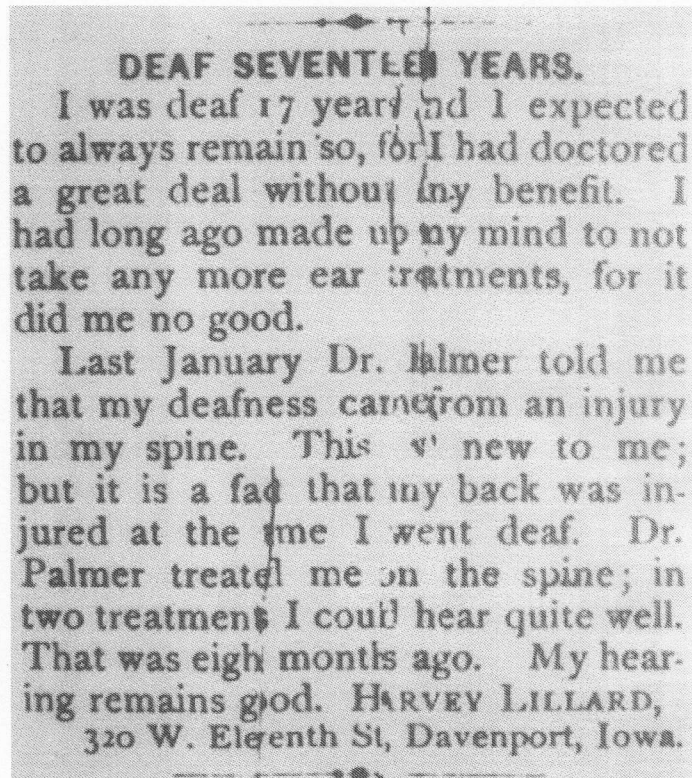 DEAF SEVENTEEN YEARS.
I was deaf 17 years and I expected
to always remain so, for I had doctored
a great deal without any benefit. I
had long ago made up my mind to not
take any more ear treatments, for it
did me no good.
Last January Dr. Palmer told me
that my deafness came from an injury
in my spine. This was new to me;
but it is a fact that my back was in-
jured at the time I went deaf. Dr.
Palmer treated me on the spine; in
two treatments I could hear quite well.
That was eight months ago. My hear-
ing remains good. HARVEY LILLARD,
320 W. Eleventh St, Davenport, Iowa.